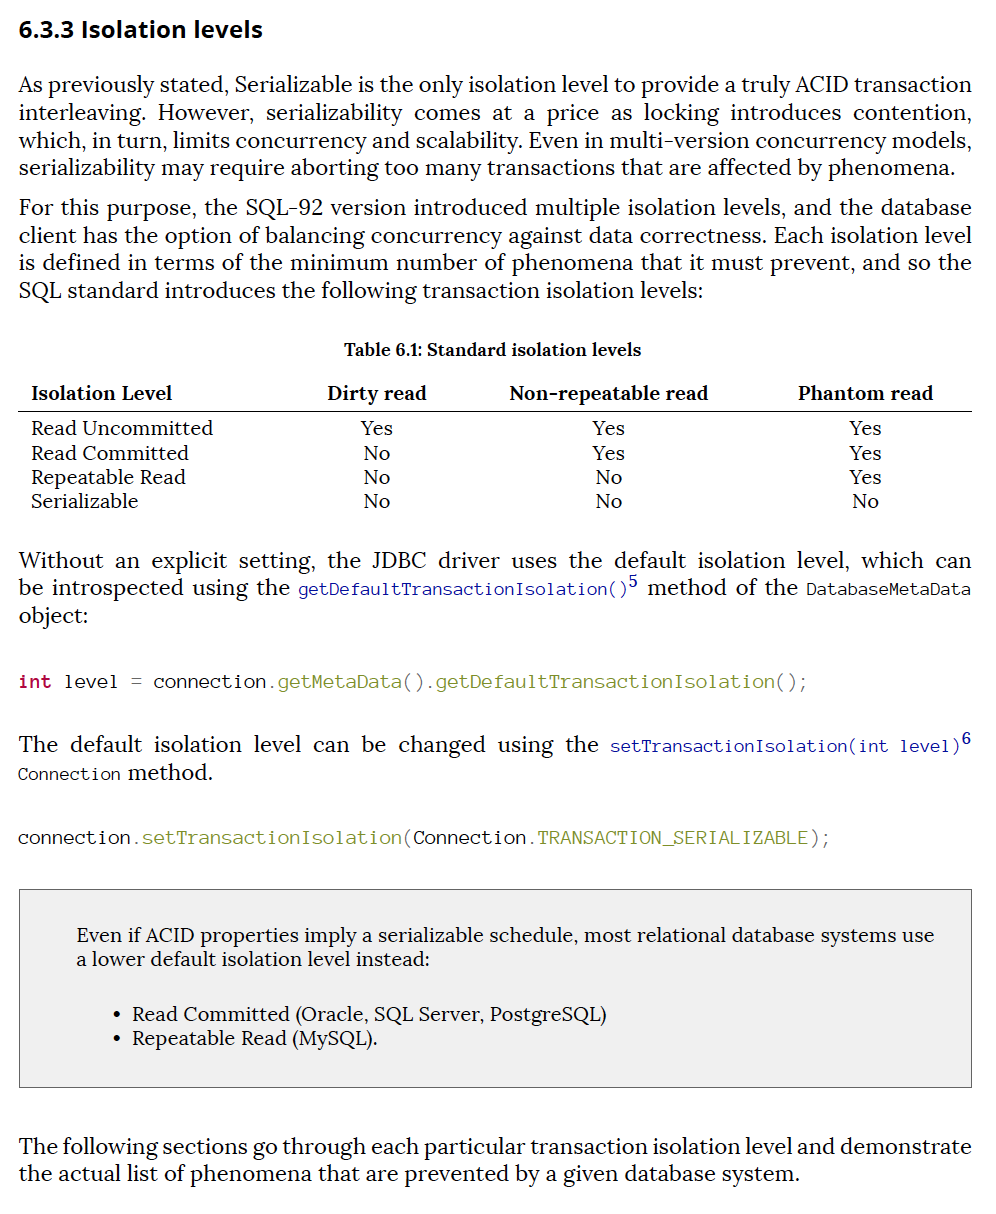 6.3.3 Isolation levels
As previously stated, Serializable is the only isolation level to provide a truly ACID transaction
interleaving. However, serializability comes at a price as locking introduces contention,
which, in turn, limits concurrency and scalability. Even in multi-version concurrency models,
serializability may require aborting too many transactions that are affected by phenomena.
For this purpose, the SQL-92 version introduced multiple isolation levels, and the database
client has the option of balancing concurrency against data correctness. Each isolation level
is defined in terms of the minimum number of phenomena that it must prevent, and so the
SQL standard introduces the following transaction isolation levels:
Table 6.1: Standard isolation levels
Isolation Level Dirty read Non-repeatable read Phantom read
Read Uncommitted Yes Yes Yes
Read Committed No Yes Yes
Repeatable Read No No Yes
Serializable No No No
Without an explicit setting, the JDBC driver uses the default isolation level, which can
be introspected using the getDefaultTransactionIsolation()5 method of the DatabaseMetaData
object:
int level = connection.getMetaData().getDefaultTransactionIsolation();
The default isolation level can be changed using the setTransactionIsolation(int level)6
Connection method.
connection.setTransactionIsolation(Connection.TRANSACTION_SERIALIZABLE);
Even if ACID properties imply a serializable schedule, most relational database systems use
a lower default isolation level instead:
• Read Committed (Oracle, SQL Server, PostgreSQL)
• Repeatable Read (MySQL).
The following sections go through each particular transaction isolation level and demonstrate
the actual list of phenomena that are prevented by a given database system.